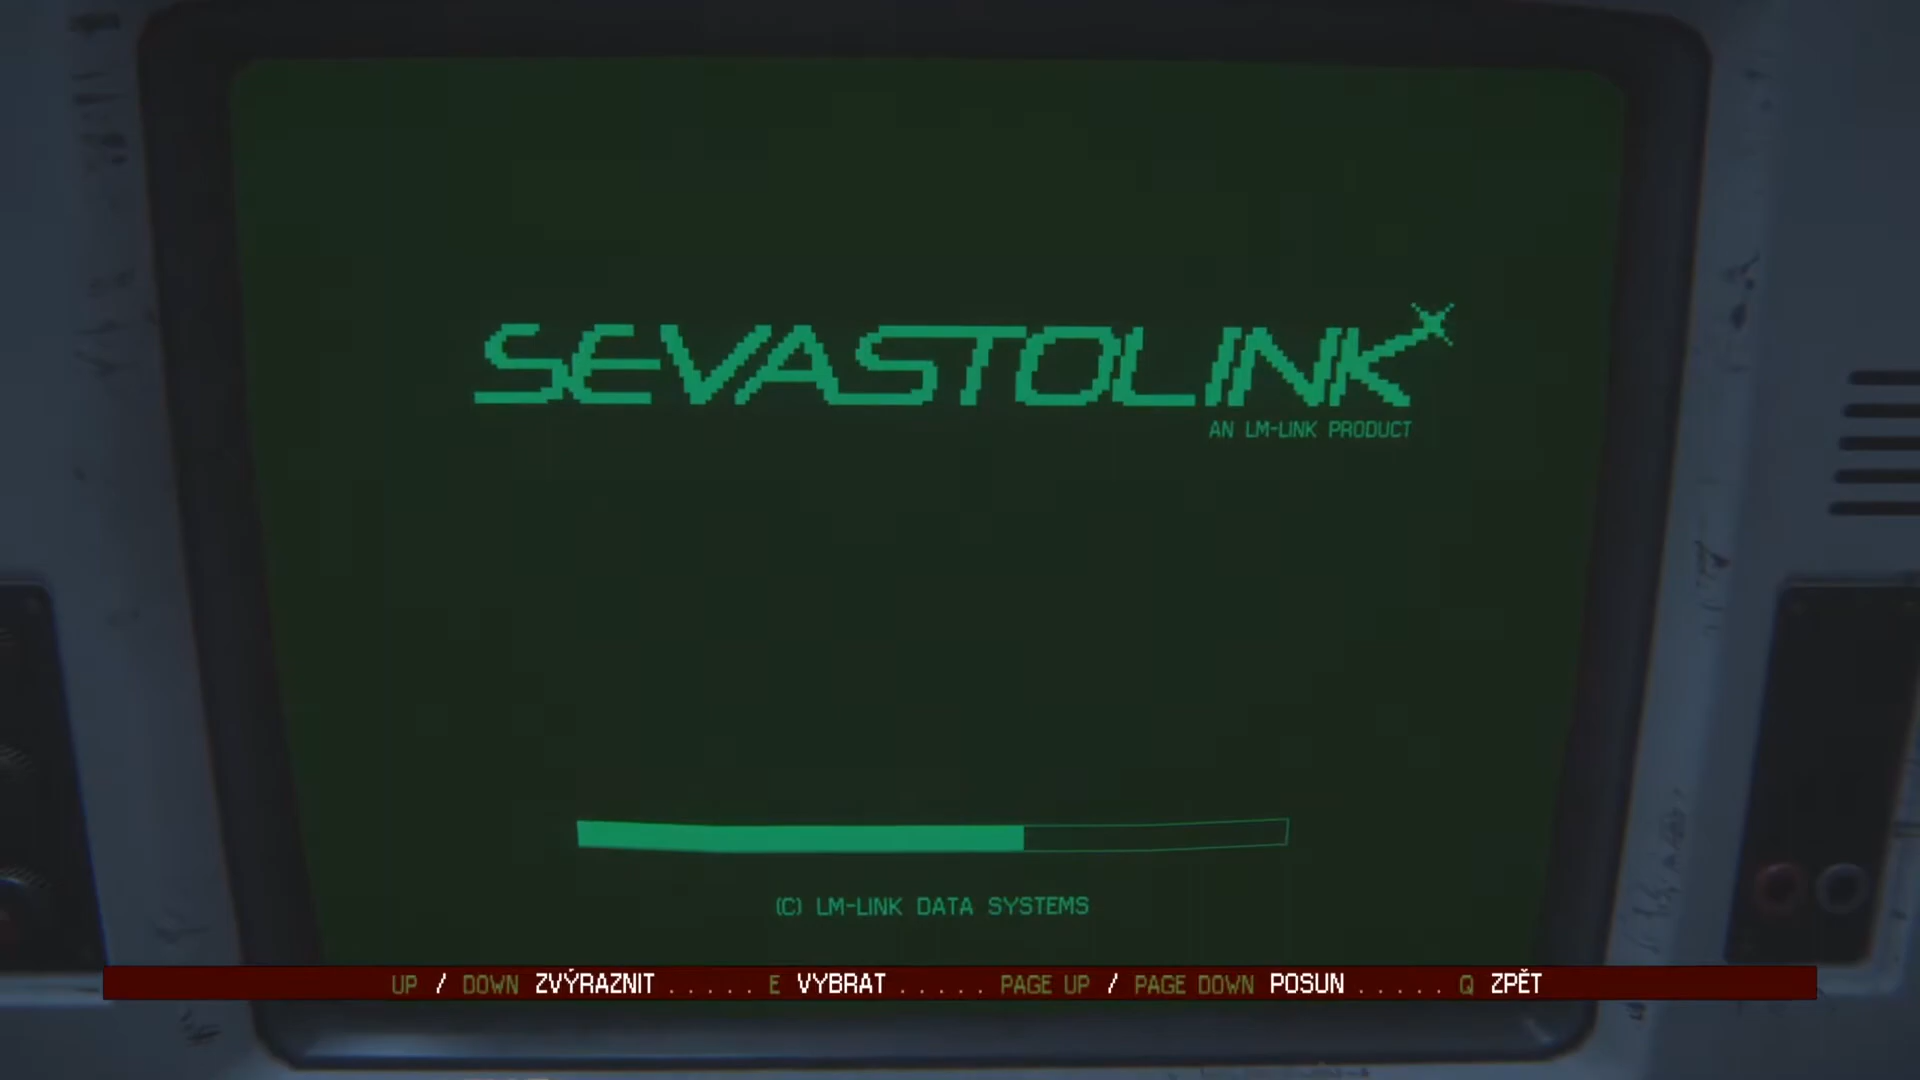 SEVASTOLINK
AN LM-LINK PRODUCT
(C) LM-LINK DATA SYSTEMS
UP / DOWN ZVÝRAZNIT ..... E VYBRAT ..... PAGE UP / PAGE DOWN POSUN ..... Q ZPĚT